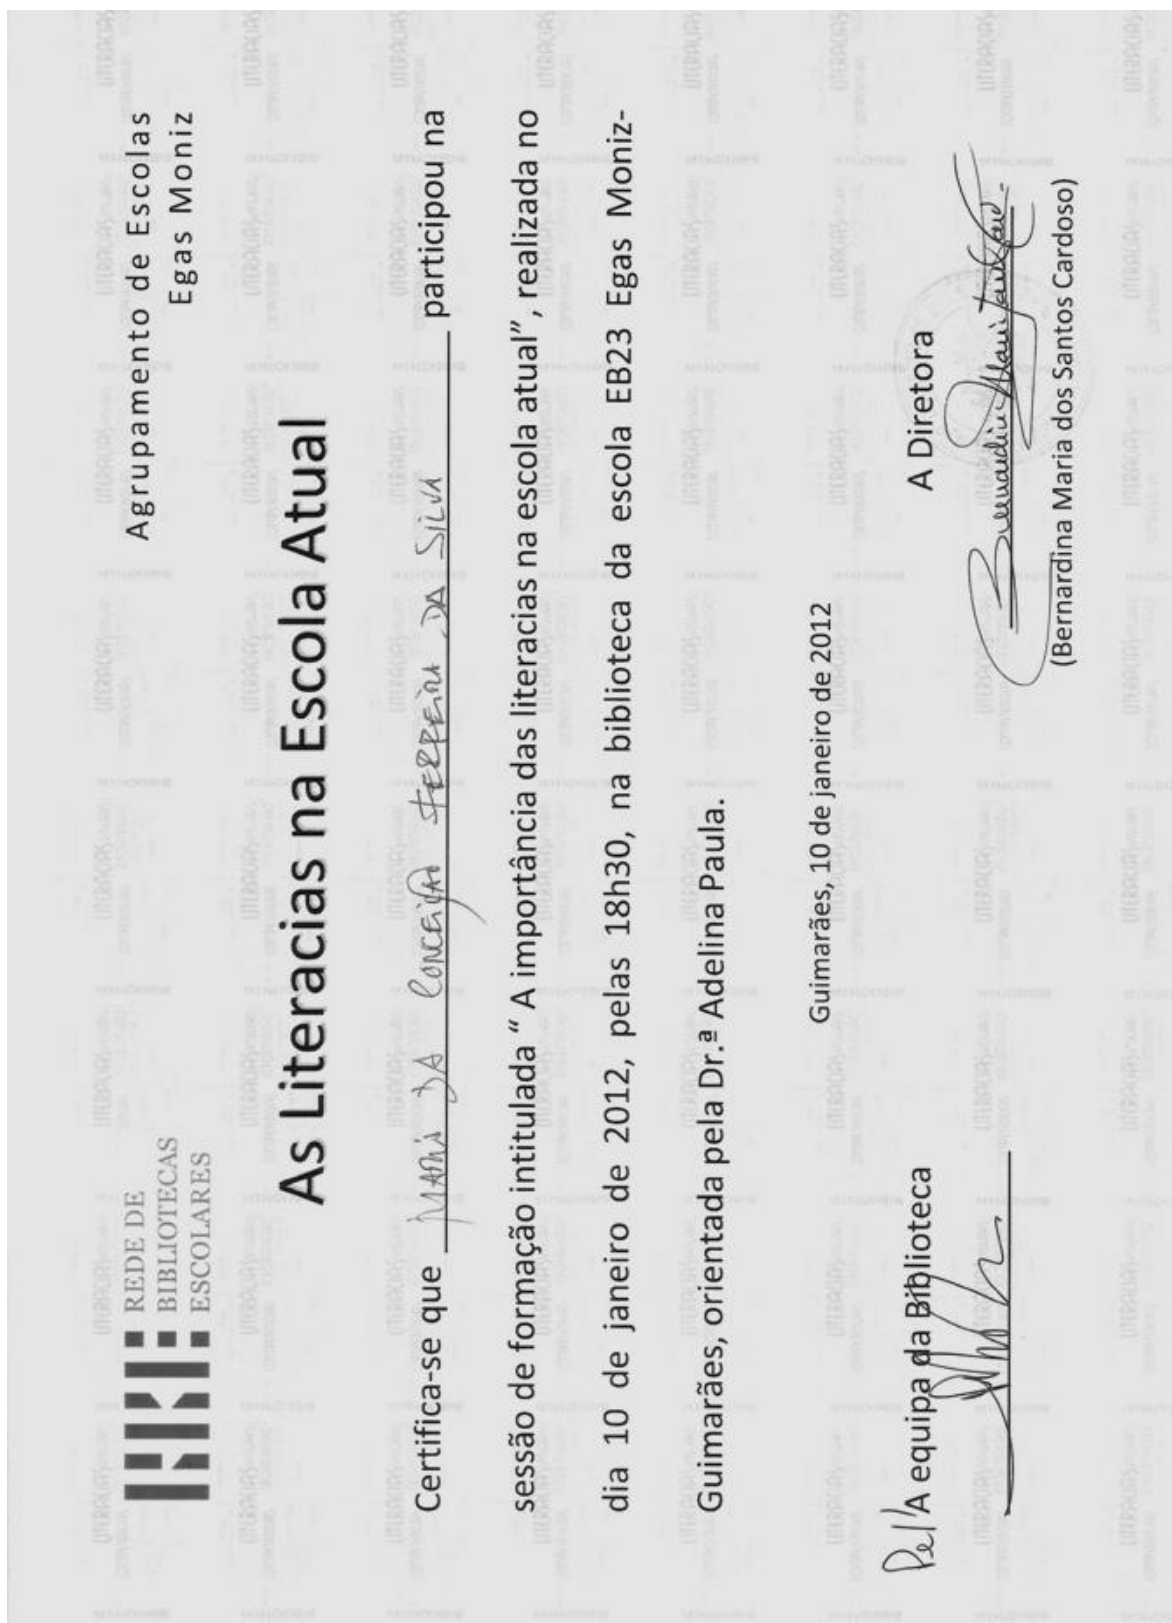 REDE DE
BIBLIOTECAS
ESCOLARES
Agrupamento de Escolas
Egas Moniz
As Literacias na Escola Atual
Certifica-se que MARIA DA CONCEIÇÃO FERREIRA DA SILVA participou na
sessão de formação intitulada “ A importância das literacias na escola atual”, realizada no
dia 10 de janeiro de 2012, pelas 18h30, na biblioteca da escola EB23 Egas Moniz-
Guimarães, orientada pela Dr.ª Adelina Paula.
Guimarães, 10 de janeiro de 2012
Pel'A equipa da Biblioteca
A Diretora
(Bernardina Maria dos Santos Cardoso)